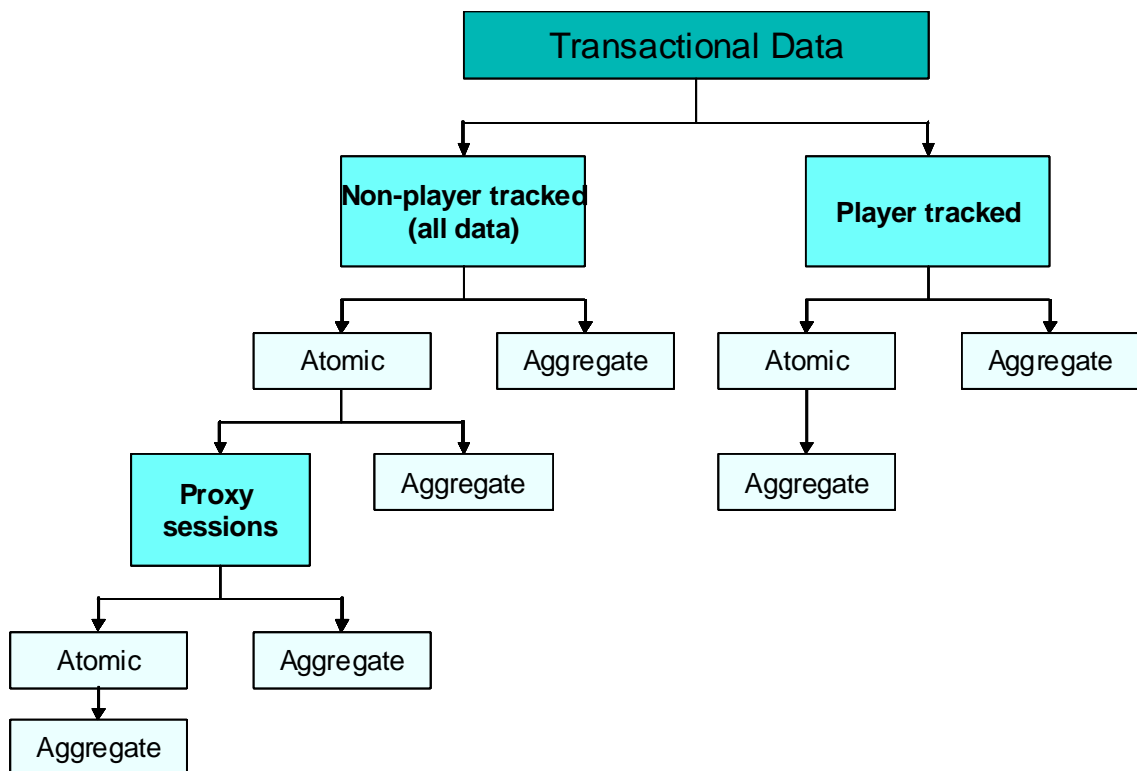 Transactional Data
Non-player tracked
(all data)
Player tracked
Atomic
Aggregate
Atomic
Aggregate
Proxy
sessions
Aggregate
Aggregate
Atomic
Aggregate
Aggregate